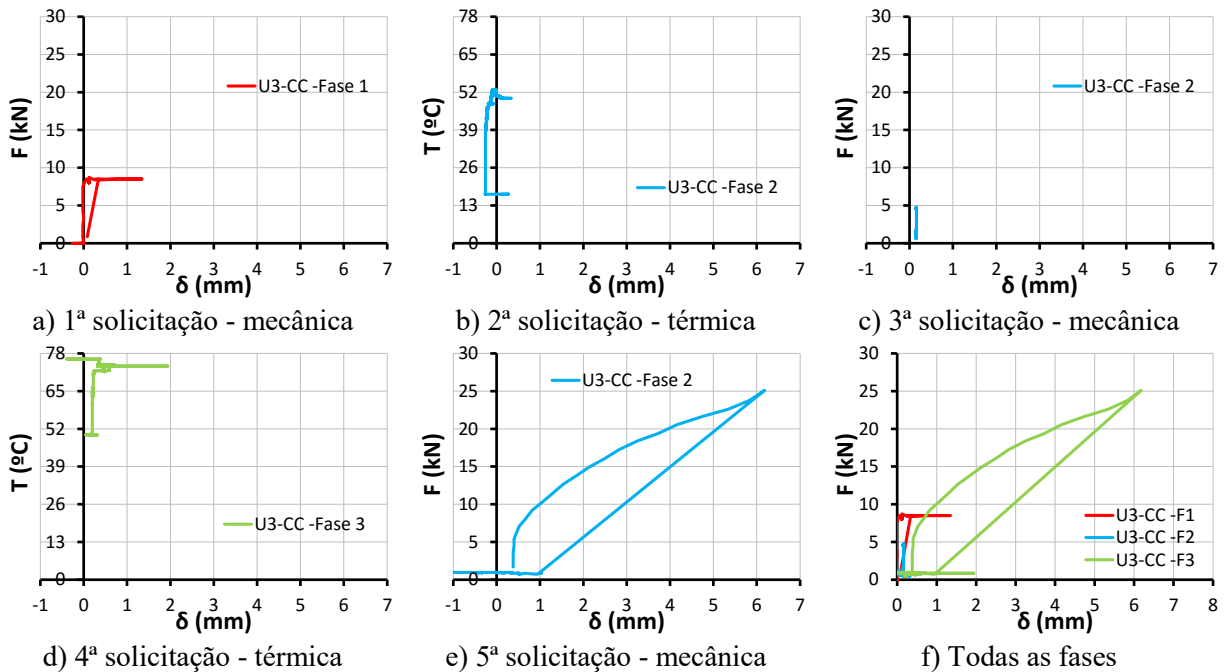 30
25
20
15
10
5
0
F (kN)
U3-CC -Fase 1
-1 0 1 2 3 4 5 6 7
δ (mm)
a) 1ª solicitação - mecânica
78
65
52
39
26
13
0
T (ºC)
U3-CC -Fase 2
-1 0 1 2 3 4 5 6 7
δ (mm)
b) 2ª solicitação - térmica
30
25
20
15
10
5
0
F (kN)
U3-CC -Fase 2
-1 0 1 2 3 4 5 6 7
δ (mm)
c) 3ª solicitação - mecânica
78
65
52
39
26
13
0
T (ºC)
U3-CC -Fase 3
-1 0 1 2 3 4 5 6 7
δ (mm)
d) 4ª solicitação - térmica
30
25
20
15
10
5
0
F (kN)
U3-CC -Fase 2
0 1 2 3 4 5 6 7 8
δ (mm)
e) 5ª solicitação - mecânica
30
25
20
15
10
5
0
F (kN)
U3-CC -F1
U3-CC -F2
U3-CC -F3
0 1 2 3 4 5 6 7 8
δ (mm)
f) Todas as fases